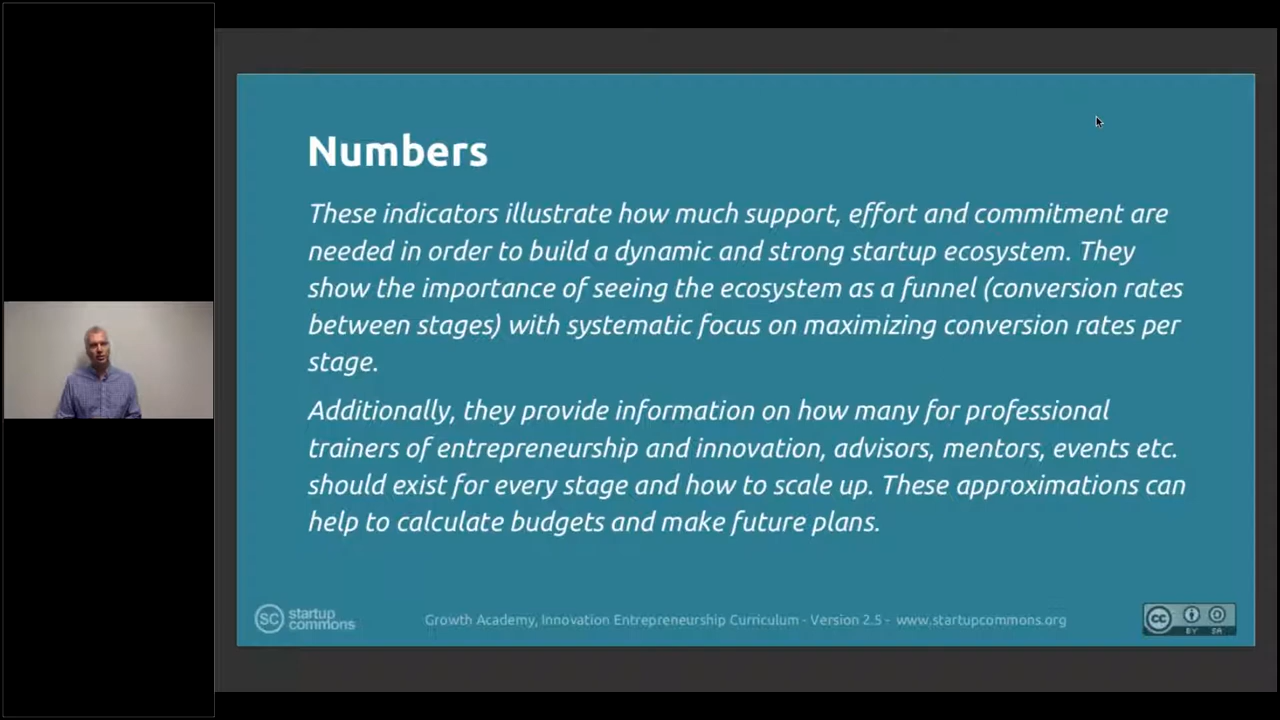 Numbers
These indicators illustrate how much support, effort and commitment are
needed in order to build a dynamic and strong startup ecosystem. They
show the importance of seeing the ecosystem as a funnel (conversion rates
between stages) with systematic focus on maximizing conversion rates per
stage.
Additionally, they provide information on how many for professional
trainers of entrepreneurship and innovation, advisors, mentors, events etc.
should exist for every stage and how to scale up. These approximations can
help to calculate budgets and make future plans.
SC startup
commons
Growth Academy, Innovation Entrepreneurship Curriculum - Version 2.5 - www.startupcommons.org
cc
BY SA